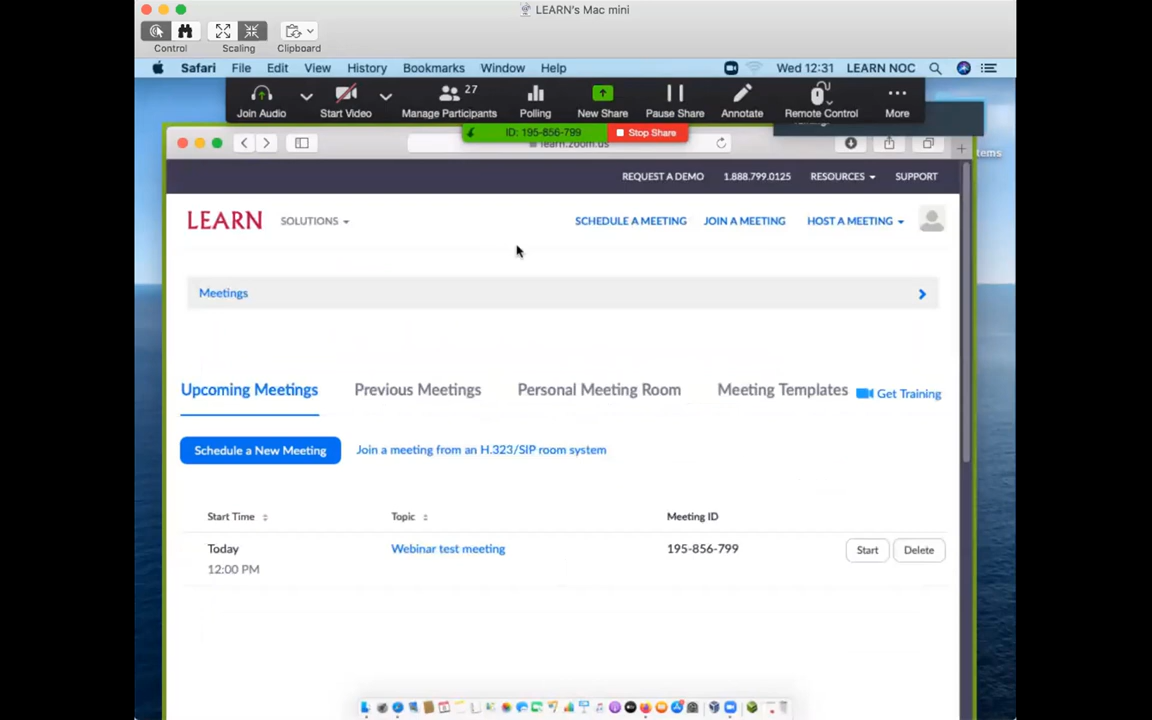 LEARN's Mac mini
Control Scaling Clipboard
Safari File Edit View History Bookmarks Window Help Wed 12:31 LEARN NOC
27
Join Audio Start Video Manage Participants Polling New Share Pause Share Annotate Remote Control More
ID: 195-856-799 Stop Share
learn.zoom.us
REQUEST A DEMO 1.888.799.0125 RESOURCES SUPPORT
LEARN SOLUTIONS SCHEDULE A MEETING JOIN A MEETING HOST A MEETING
Meetings
Upcoming Meetings Previous Meetings Personal Meeting Room Meeting Templates Get Training
Schedule a New Meeting Join a meeting from an H.323/SIP room system
Start Time Topic Meeting ID
Today Webinar test meeting 195-856-799 Start Delete
12:00 PM